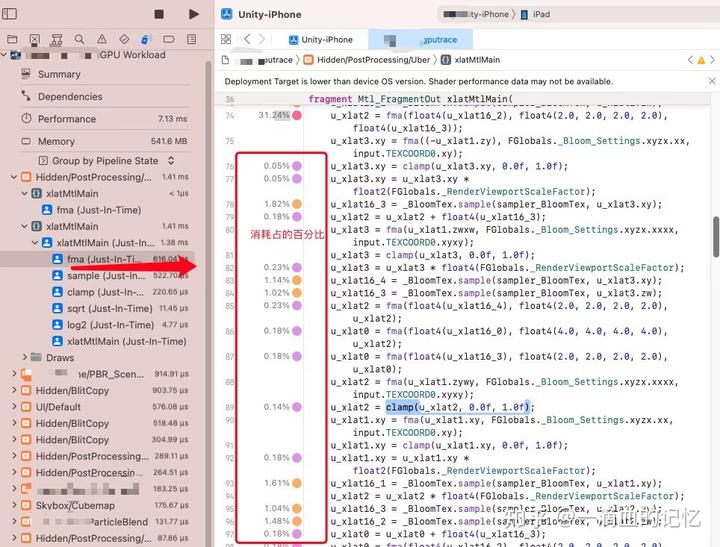 Unity-iPhone
-iPhone
iPad
GPU Workload
Summary
Dependencies
Performance
7.13 ms
Memory
541.6 MB
Group by Pipeline State
Hidden/PostProcessing/... 1.41 ms
xlatMtlMain < 1 µs
fma (Just-In-Time)
xlatMtlMain 1.41 ms
xlatMtlMain (Just-In... 1.38 ms
fma (Just-In-Ti... 616.04 µs
sample (Just-In-... 522.70 µs
clamp (Just-In-... 220.65 µs
sqrt (Just-In-Time) 11.45 µs
log2 (Just-In-Time) 4.77 µs
xlatMtlMain (Just-In-Time)
Draws
/PBR_Scen... 914.91 µs
Hidden/BlitCopy 903.75 µs
UI/Default 576.08 µs
Hidden/BlitCopy 518.48 µs
Hidden/BlitCopy 304.99 µs
Hidden/PostProcessing... 289.11 µs
Hidden/PostProcessin... 264.51 µs
183.25 µs
Skybox/Cubemap 175.67 µs
ParticleBlend 131.77 µs
Hidden/PostProcessing/... 87.86 µs
Unity-iPhone
gputrace
gputrace
Hidden/PostProcessing/Uber
xlatMtlMain
Deployment Target is lower than device OS version. Shader performance data may not be available.
36 fragment Mtl_FragmentOut xlatMtlMain(
74 31.24% u_xlat2 = fma(float4(u_xlat16_2), float4(2.0, 2.0, 2.0, 2.0),
float4(u_xlat16_3));
75 u_xlat3.xy = fma((-u_xlat1.zy), FGlobals._Bloom_Settings.xyzx.xx,
input.TEXCOORD0.xy);
76 0.05% u_xlat3.xy = clamp(u_xlat3.xy, 0.0f, 1.0f);
77 0.05% u_xlat3.xy = u_xlat3.xy *
float2(FGlobals._RenderViewportScaleFactor);
78 1.82% u_xlat16_3 = _BloomTex.sample(sampler_BloomTex, u_xlat3.xy);
79 0.18% u_xlat2 = u_xlat2 + float4(u_xlat16_3);
80 u_xlat3 = fma(u_xlat1.zwxw, FGlobals._Bloom_Settings.xyzx.xxxx,
input.TEXCOORD0.xyxy);
消耗占的百分比
81 u_xlat3 = clamp(u_xlat3, 0.0f, 1.0f);
82 0.23% u_xlat3 = u_xlat3 * float4(FGlobals._RenderViewportScaleFactor);
83 1.14% u_xlat16_4 = _BloomTex.sample(sampler_BloomTex, u_xlat3.xy);
84 1.02% u_xlat16_3 = _BloomTex.sample(sampler_BloomTex, u_xlat3.zw);
85 0.23% u_xlat2 = fma(float4(u_xlat16_4), float4(2.0, 2.0, 2.0, 2.0),
u_xlat2);
86 0.18% u_xlat0 = fma(float4(u_xlat16_0), float4(4.0, 4.0, 4.0, 4.0),
u_xlat2);
87 0.18% u_xlat0 = fma(float4(u_xlat16_3), float4(2.0, 2.0, 2.0, 2.0),
u_xlat0);
88 u_xlat2 = fma(u_xlat1.zywy, FGlobals._Bloom_Settings.xyzx.xxxx,
input.TEXCOORD0.xyxy);
89 0.14% u_xlat2 = clamp(u_xlat2, 0.0f, 1.0f);
90 u_xlat1.xy = fma(u_xlat1.xy, FGlobals._Bloom_Settings.xyzx.xx,
input.TEXCOORD0.xy);
91 u_xlat1.xy = clamp(u_xlat1.xy, 0.0f, 1.0f);
92 0.18% u_xlat1.xy = u_xlat1.xy *
float2(FGlobals._RenderViewportScaleFactor);
93 1.61% u_xlat16_1 = _BloomTex.sample(sampler_BloomTex, u_xlat1.xy);
94 u_xlat2 = u_xlat2 * float4(FGlobals._RenderViewportScaleFactor);
95 1.04% u_xlat16_3 = _BloomTex.sample(sampler_BloomTex, u_xlat2.xy);
96 1.48% u_xlat16_2 = _BloomTex.sample(sampler_BloomTex, u_xlat2.zw);
97 0.18% u_xlat0 = u_xlat0 + float4(u_xlat16_3);
知乎 @一滴四的记忆